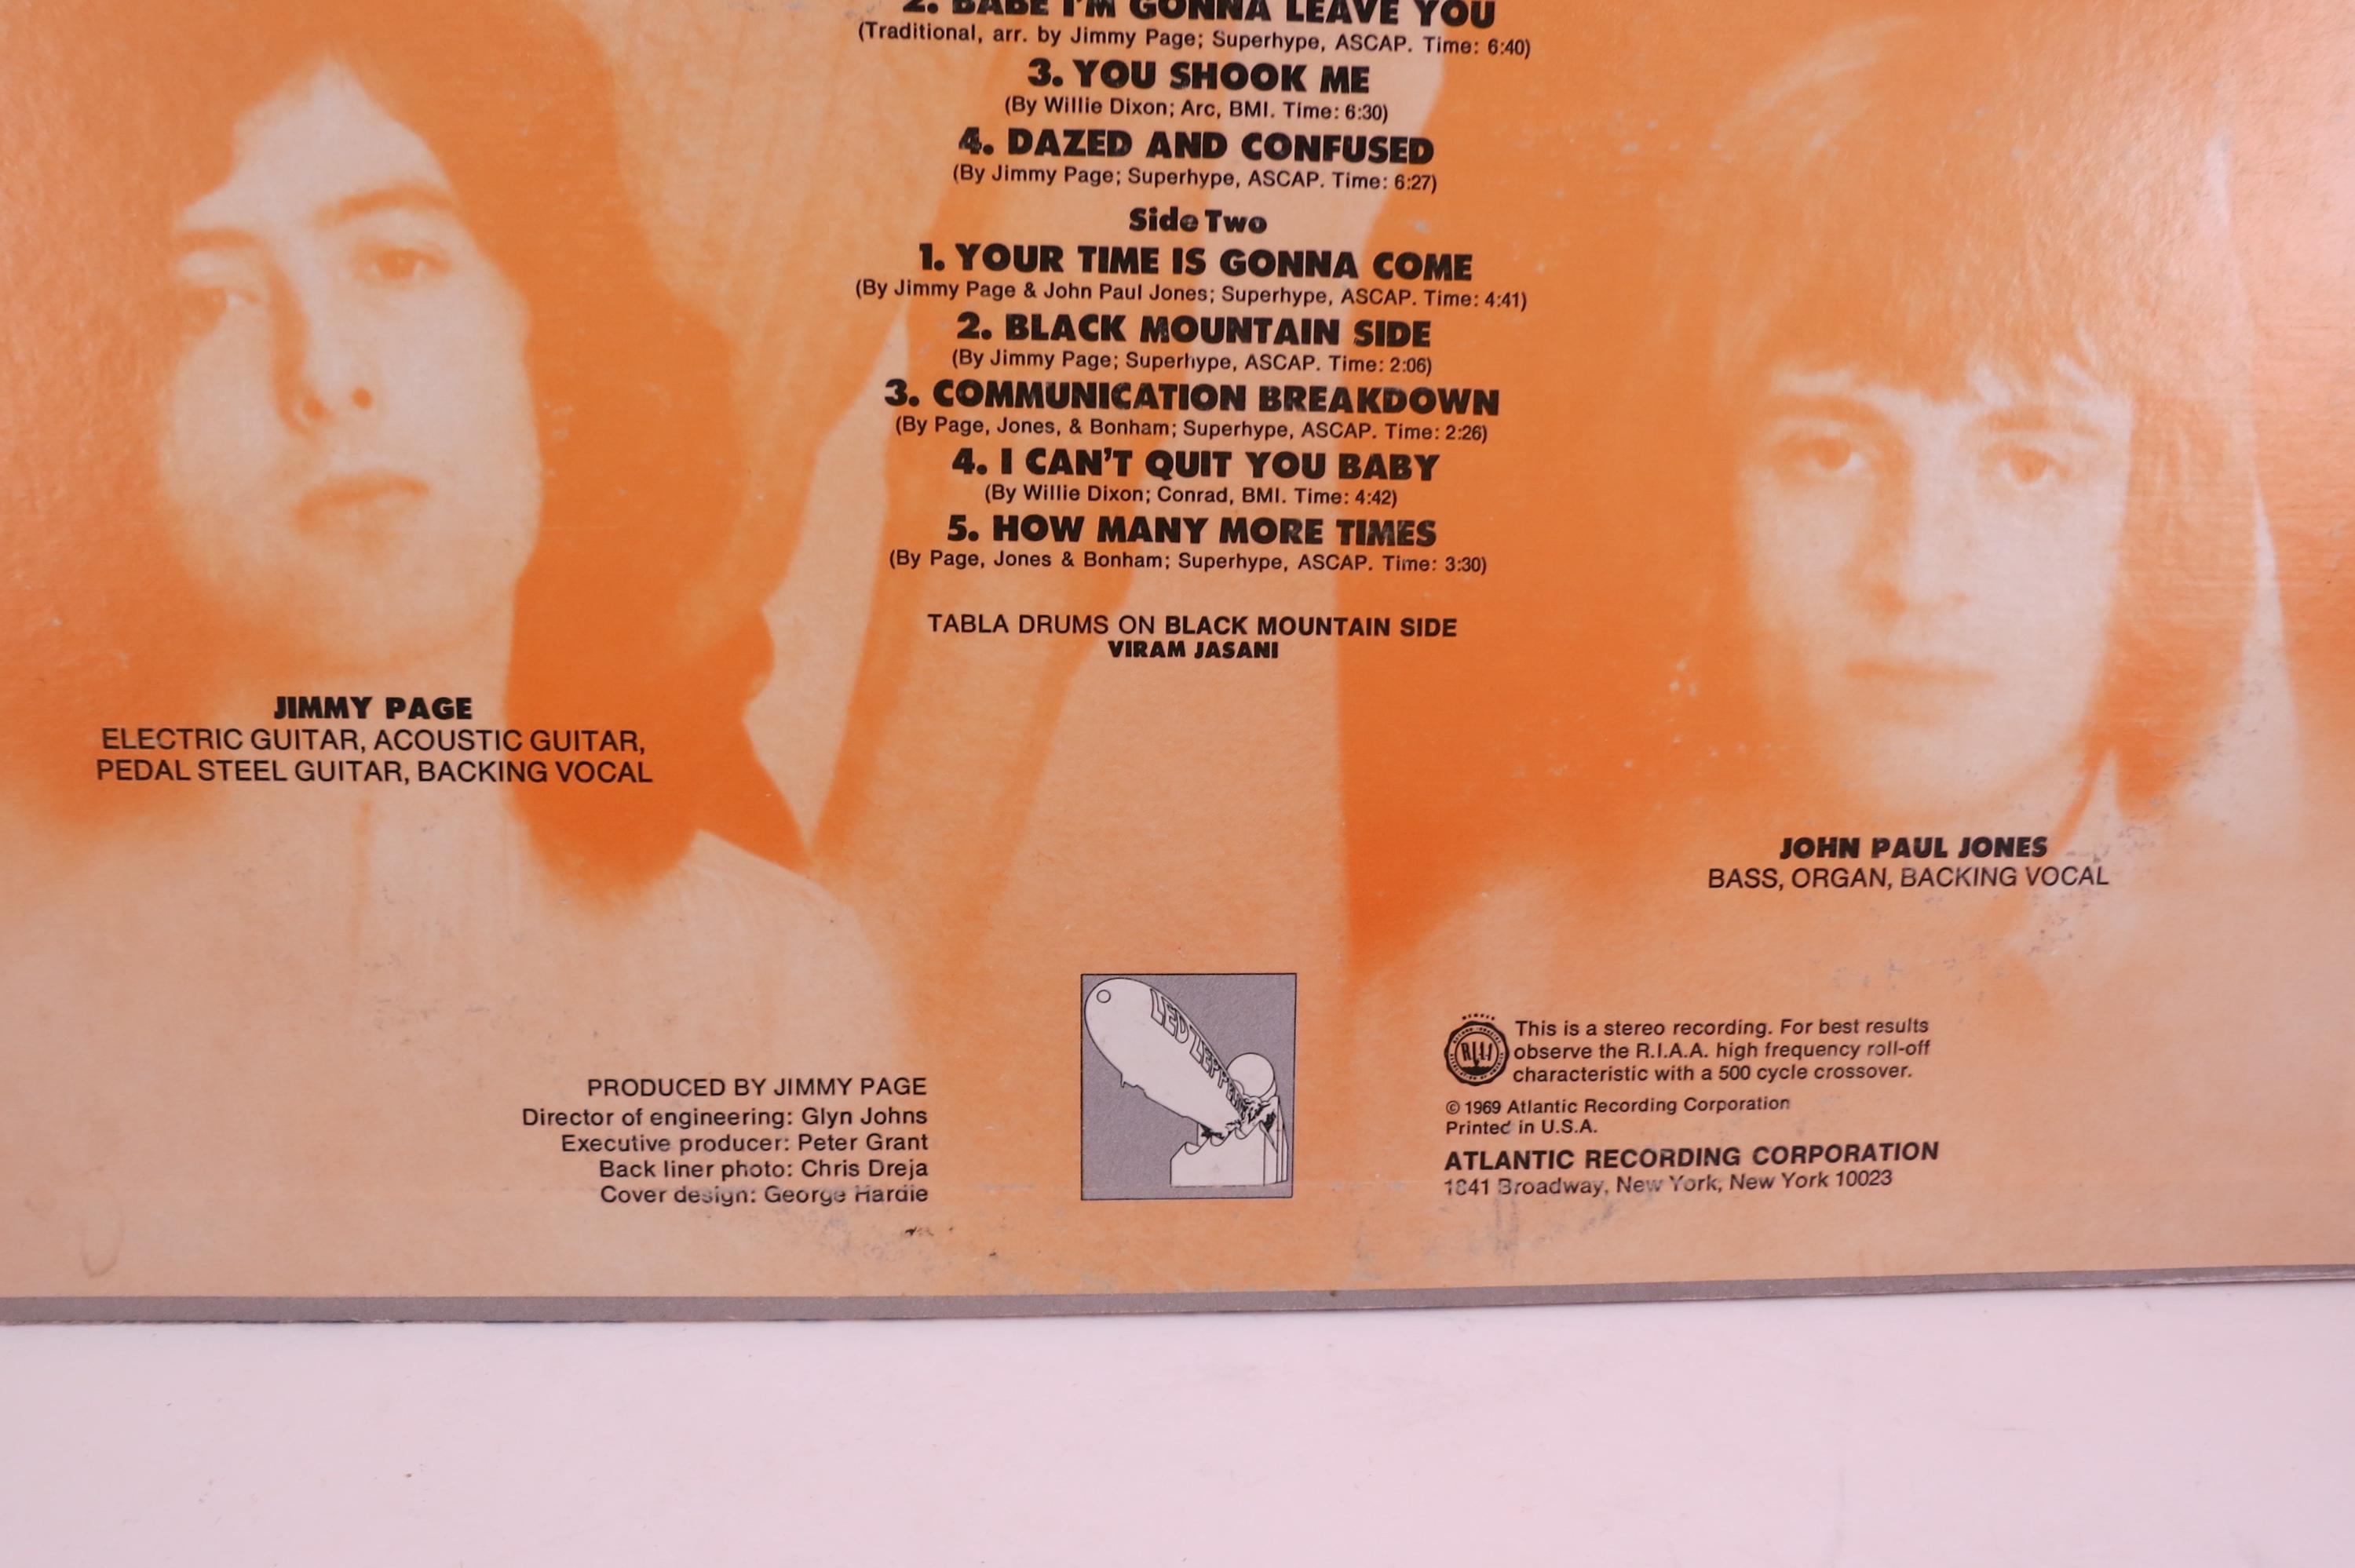 2. BABE I'M GONNA LEAVE YOU
(Traditional, arr. by Jimmy Page; Superhype, ASCAP. Time: 6:40)
3. YOU SHOOK ME
(By Willie Dixon; Arc, BMI. Time: 6:30)
4. DAZED AND CONFUSED
(By Jimmy Page; Superhype, ASCAP. Time: 6:27)
Side Two
1. YOUR TIME IS GONNA COME
(By Jimmy Page & John Paul Jones; Superhype, ASCAP. Time: 4:41)
2. BLACK MOUNTAIN SIDE
(By Jimmy Page; Superhype, ASCAP. Time: 2:06)
3. COMMUNICATION BREAKDOWN
(By Page, Jones, & Bonham; Superhype, ASCAP. Time: 2:26)
4. I CAN'T QUIT YOU BABY
(By Willie Dixon; Conrad, BMI. Time: 4:42)
5. HOW MANY MORE TIMES
(By Page, Jones & Bonham; Superhype, ASCAP. Time: 3:30)
TABLA DRUMS ON BLACK MOUNTAIN SIDE
VIRAM JASANI
JIMMY PAGE
ELECTRIC GUITAR, ACOUSTIC GUITAR,
PEDAL STEEL GUITAR, BACKING VOCAL
JOHN PAUL JONES
BASS, ORGAN, BACKING VOCAL
PRODUCED BY JIMMY PAGE
Director of engineering: Glyn Johns
Executive producer: Peter Grant
Back liner photo: Chris Dreja
Cover design: George Hardie
LED ZEPPELIN
RIAA
This is a stereo recording. For best results
observe the R.I.A.A. high frequency roll-off
characteristic with a 500 cycle crossover.
© 1969 Atlantic Recording Corporation
Printed in U.S.A.
ATLANTIC RECORDING CORPORATION
1841 Broadway, New York, New York 10023